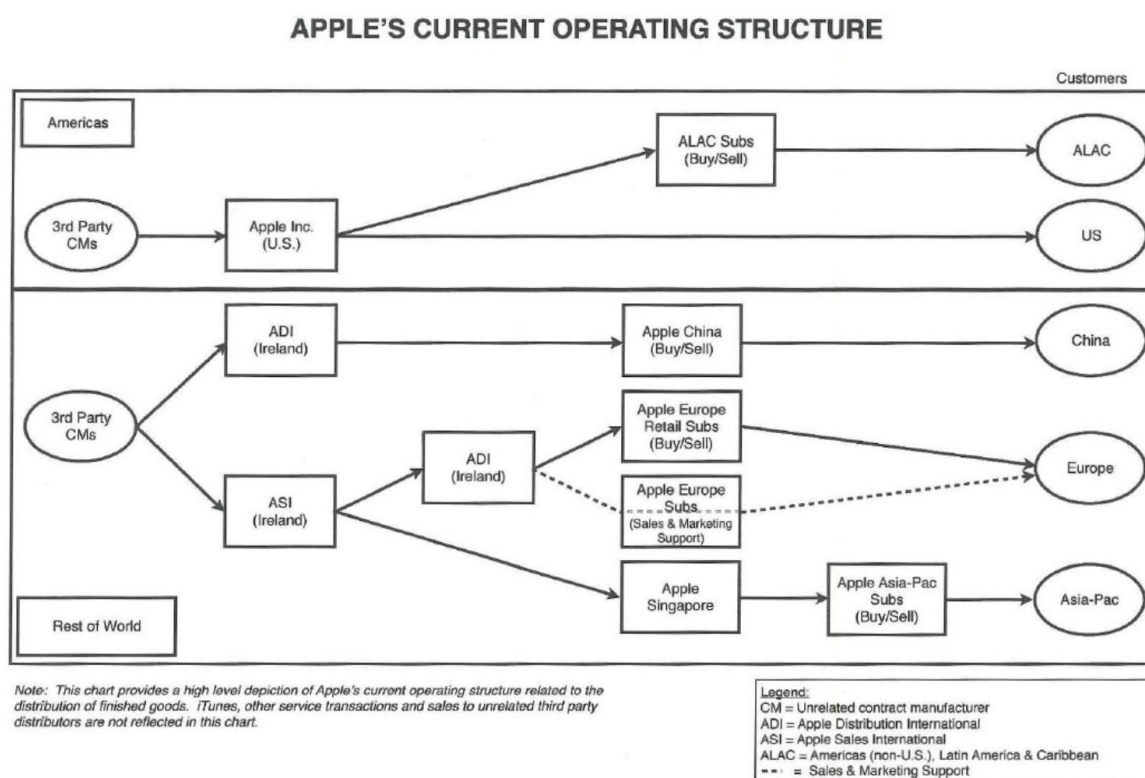 APPLE'S CURRENT OPERATING STRUCTURE
Customers
Americas
ALAC Subs
(Buy/Sell)
ALAC
3rd Party
CMs
Apple Inc.
(U.S.)
US
ADI
(Ireland)
Apple China
(Buy/Sell)
China
3rd Party
CMs
Apple Europe
Retail Subs
(Buy/Sell)
ADI
(Ireland)
Europe
ASI
(Ireland)
Apple Europe
Subs
(Sales & Marketing
Support)
Apple
Singapore
Apple Asia-Pac
Subs
(Buy/Sell)
Asia-Pac
Rest of World
Note: This chart provides a high level depiction of Apple's current operating structure related to the
distribution of finished goods. iTunes, other service transactions and sales to unrelated third party
distributors are not reflected in this chart.
Legend:
CM = Unrelated contract manufacturer
ADI = Apple Distribution International
ASI = Apple Sales International
ALAC = Americas (non-U.S.), Latin America & Caribbean
---- = Sales & Marketing Support